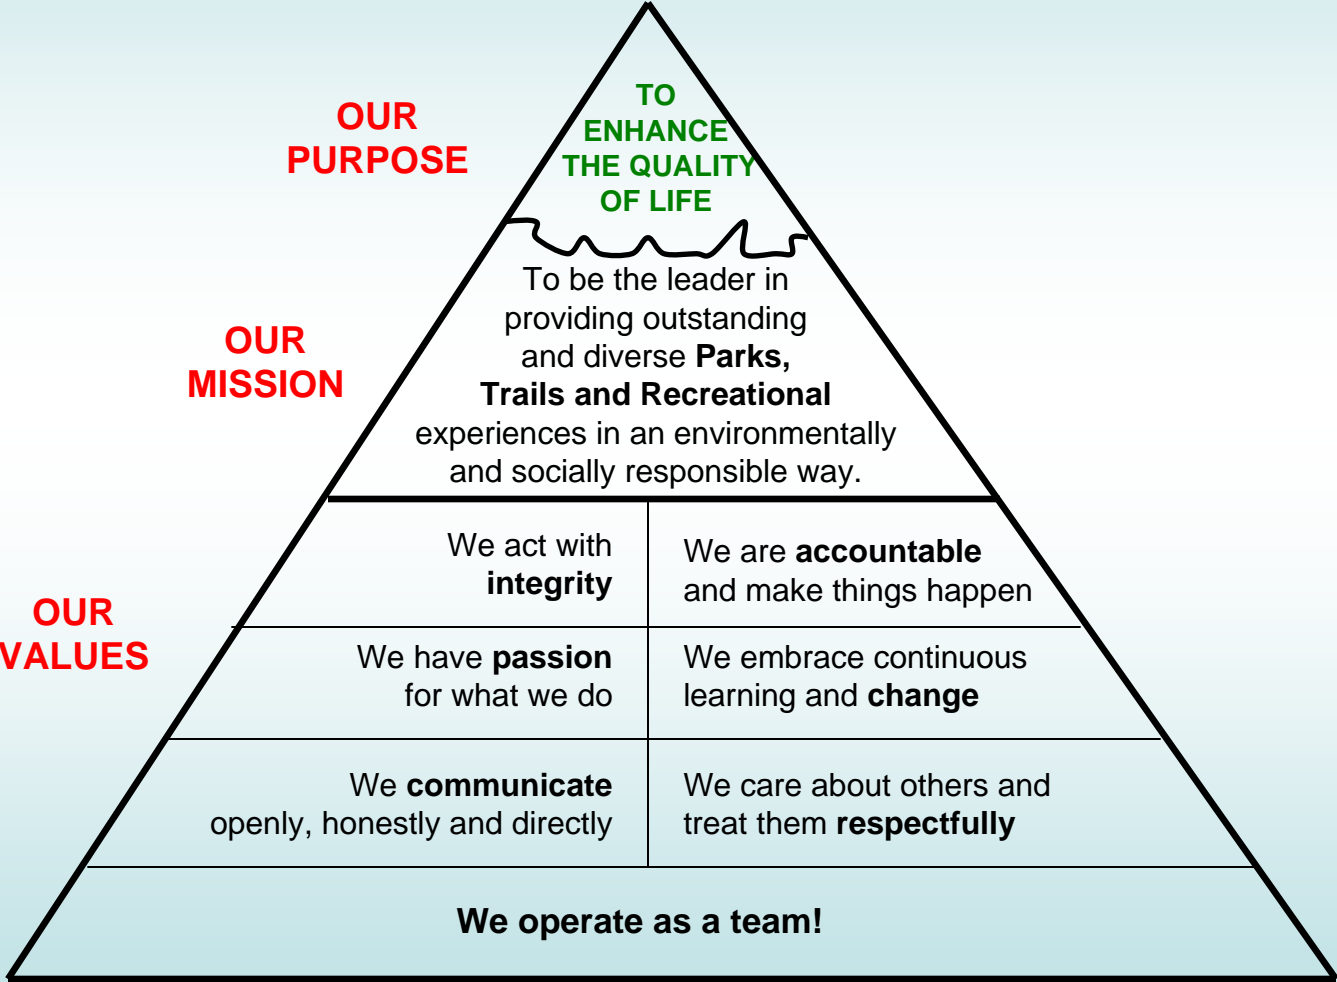 OUR
PURPOSE
TO
ENHANCE
THE QUALITY
OF LIFE
OUR
MISSION
To be the leader in
providing outstanding
and diverse Parks,
Trails and Recreational
experiences in an environmentally
and socially responsible way.
OUR
VALUES
We act with
integrity
We are accountable
and make things happen
We have passion
for what we do
We embrace continuous
learning and change
We communicate
openly, honestly and directly
We care about others and
treat them respectfully
We operate as a team!